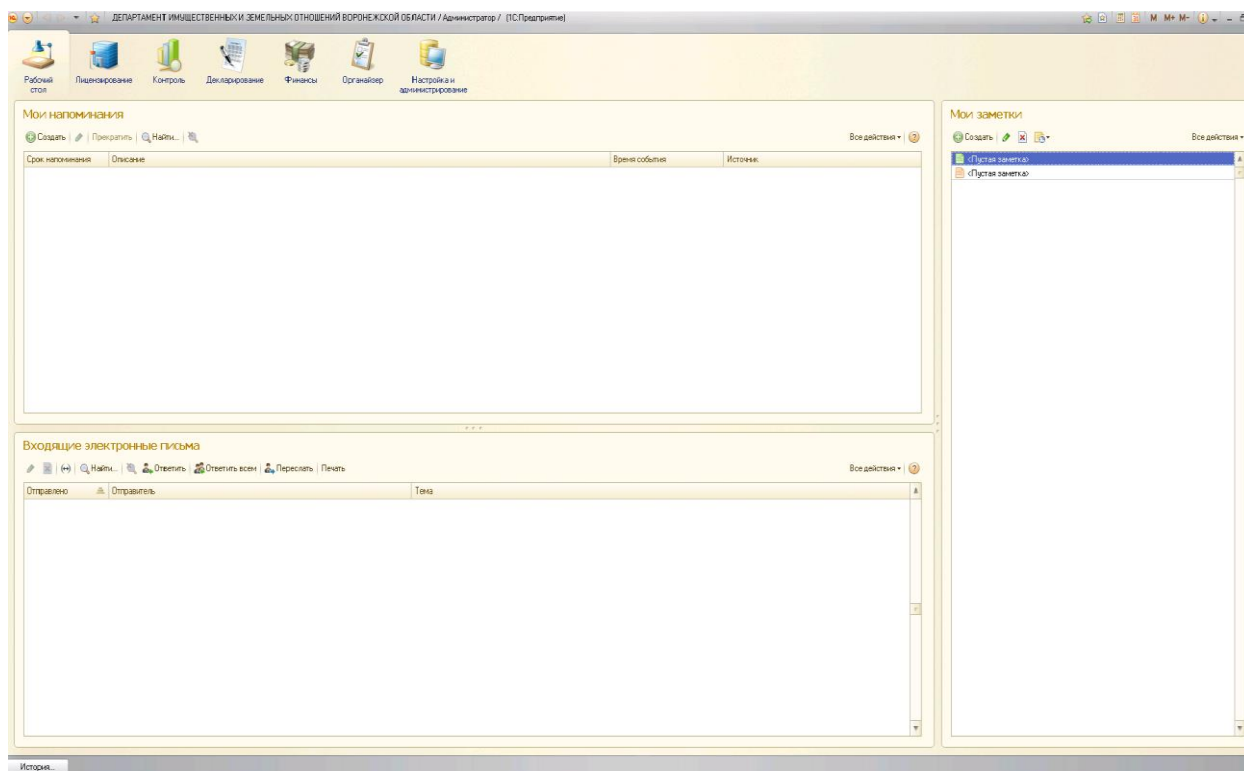 ДЕПАРТАМЕНТ ИМУЩЕСТВЕННЫХ И ЗЕМЕЛЬНЫХ ОТНОШЕНИЙ ВОРОНЕЖСКОЙ ОБЛАСТИ / Администратор / (1С:Предприятие)
M M+ M-
Рабочий стол
Лицензирование
Контроль
Декларирование
Финансы
Органайзер
Настройка и администрирование
Мои напоминания
Создать Прекратить Найти... Все действия
Срок напоминания Описание Время события Источник
Входящие электронные письма
Найти... Ответить Ответить всем Переслать Печать Все действия
Отправлено Отправитель Тема
Мои заметки
Создать Все действия
<Пустая заметка>
<Пустая заметка>
История...